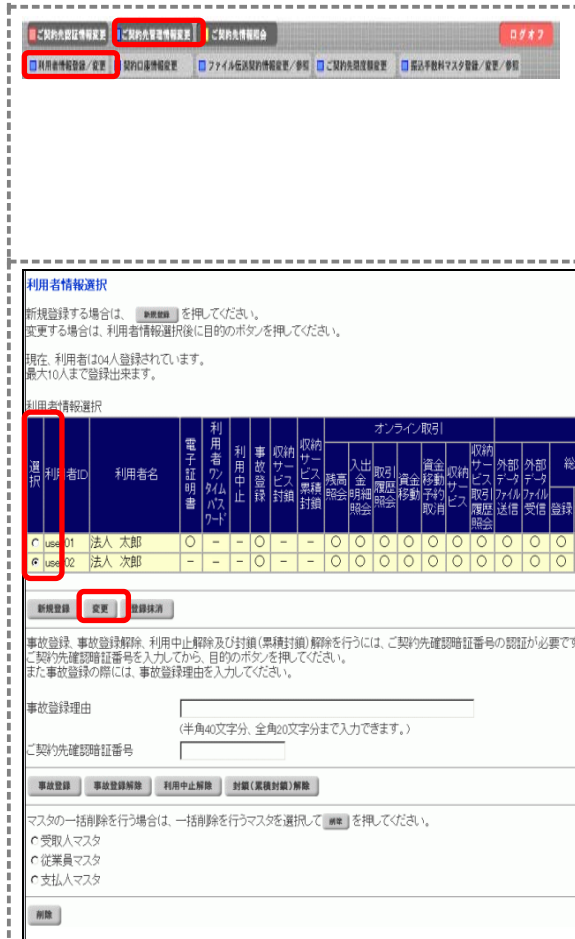 ご契約先認証情報変更 ご契約先管理情報変更 ご契約先情報照会 ログオフ
利用者情報登録/変更 契約口座情報変更 ファイル伝送契約情報変更/参照 ご契約先限度額変更 振込手数料マスタ登録/変更/参照
利用者情報選択
新規登録する場合は、 新規登録 を押してください。
変更する場合は、利用者情報選択後に目的のボタンを押してください。
現在、利用者は04人登録されています。
最大10人まで登録出来ます。
利用者情報選択
選択 利用者ID 利用者名 電子証明書 利用者ワンタイムパスワード 利用中止 事故登録 収納サービス封鎖 収納サービス累積封鎖 オンライン取引 総
残高照会 入出金明細照会 取引履歴照会 資金移動 資金移動予約取消 収納サービス 収納サービス取引履歴照会 外部データファイル送信 外部データファイル受信 登録
user01 法人 太郎 ○ − − ○ − − ○ ○ ○ ○ ○ ○ ○ ○ ○ ○
user02 法人 次郎 − − − ○ − − ○ ○ ○ ○ ○ ○ ○ ○ ○ ○
新規登録 変更 登録抹消
事故登録、事故登録解除、利用中止解除及び封鎖(累積封鎖)解除を行うには、ご契約先確認暗証番号の認証が必要です
ご契約先確認暗証番号を入力してから、目的のボタンを押してください。
また事故登録の際には、事故登録理由を入力してください。
事故登録理由
(半角40文字分、全角20文字分まで入力できます。)
ご契約先確認暗証番号
事故登録 事故登録解除 利用中止解除 封鎖(累積封鎖)解除
マスタの一括削除を行う場合は、一括削除を行うマスタを選択して 削除 を押してください。
受取人マスタ
従業員マスタ
支払人マスタ
削除